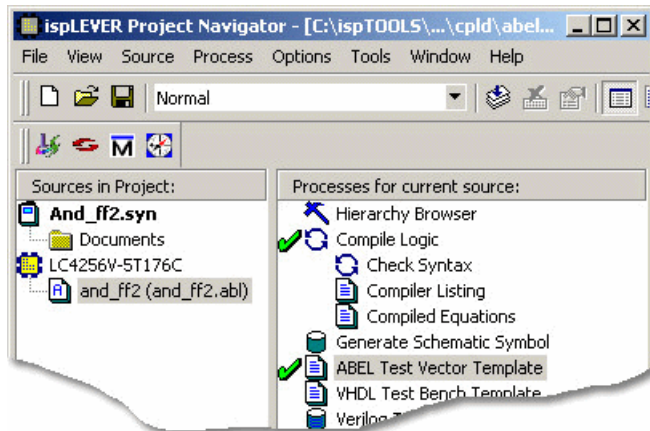 ispLEVER Project Navigator - [C:\ispTOOLS\...\cpld\abel...
File View Source Process Options Tools Window Help
Normal
Sources in Project:
Processes for current source:
And_ff2.syn
Documents
LC4256V-5T176C
and_ff2 (and_ff2.abl)
Hierarchy Browser
Compile Logic
Check Syntax
Compiler Listing
Compiled Equations
Generate Schematic Symbol
ABEL Test Vector Template
VHDL Test Bench Template
Verilog